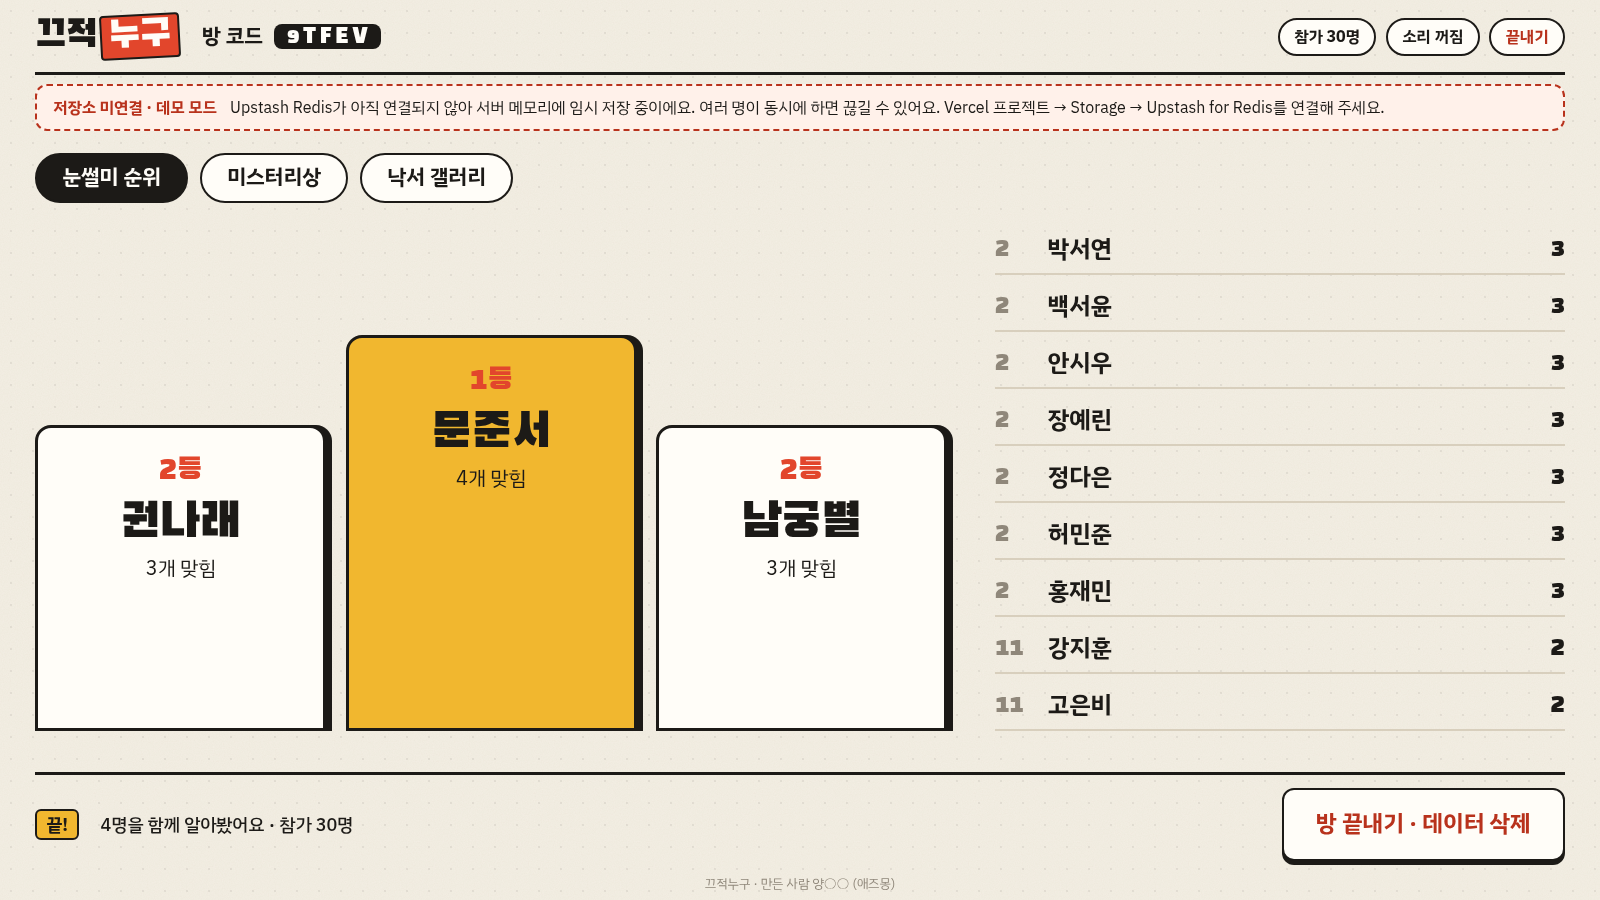 끄적누구 방 코드 9TFEV 참가 30명 소리 꺼짐 끝내기
저장소 미연결 · 데모 모드 Upstash Redis가 아직 연결되지 않아 서버 메모리에 임시 저장 중이에요. 여러 명이 동시에 하면 끊길 수 있어요. Vercel 프로젝트 → Storage → Upstash for Redis를 연결해 주세요.
눈썰미 순위 미스터리상 낙서 갤러리
2등
권나래
3개 맞힘
1등
문준서
4개 맞힘
2등
남궁별
3개 맞힘
2 박서연 3
2 백서윤 3
2 안시우 3
2 장예린 3
2 정다은 3
2 허민준 3
2 홍재민 3
11 강지훈 2
11 고은비 2
끝! 4명을 함께 알아봤어요 · 참가 30명
방 끝내기 · 데이터 삭제
끄적누구 · 만든 사람 양〇〇 (애즈몽)